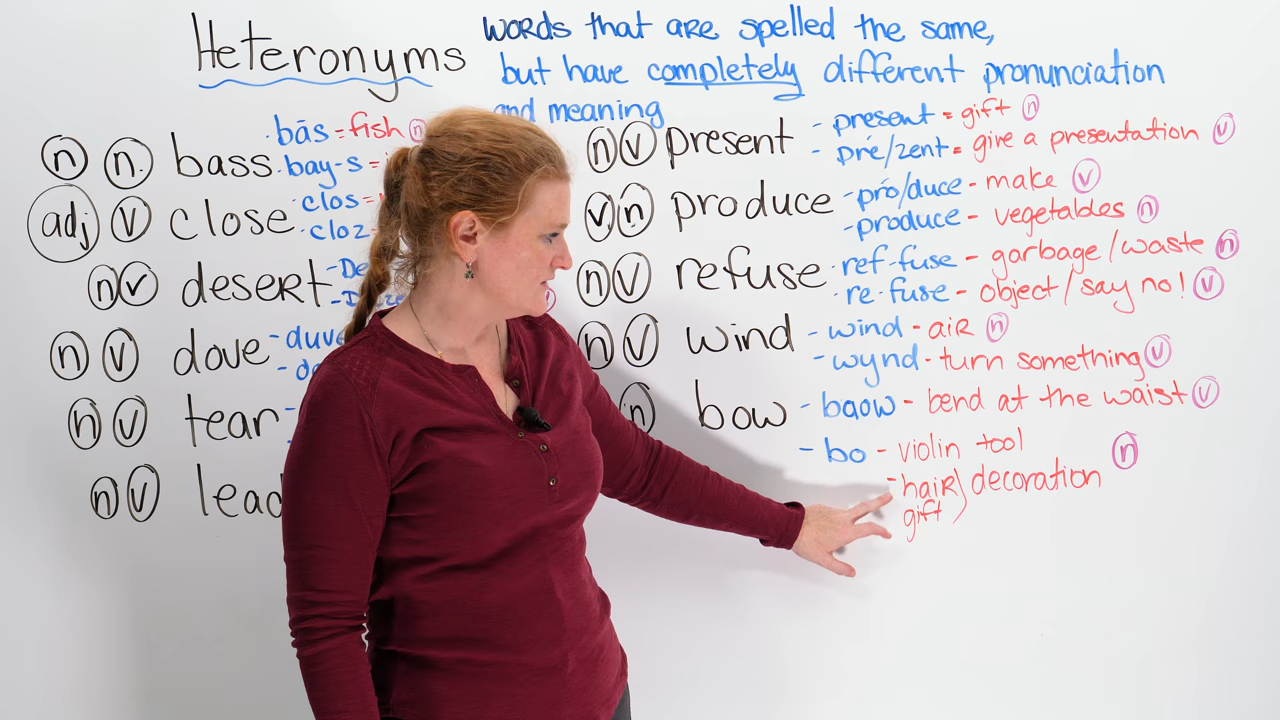 Heteronyms
words that are spelled the same,
but have completely different pronunciation
and meaning
n n. bass · bās = fish n
· bay-s =
adj v close · clos =
· cloz
n v desert - De
n v dove - duve
n v tear -
n v lead
n v present - present = gift n
- pre/zent = give a presentation v
v n produce - pro/duce - make v
- produce - vegetables n
n v refuse · ref-fuse - garbage/waste n
· re-fuse - object/say no! v
n v wind - wind - air n
- wynd - turn something v
n bow - baow - bend at the waist v
- bo - violin tool n
- hair) decoration
gift